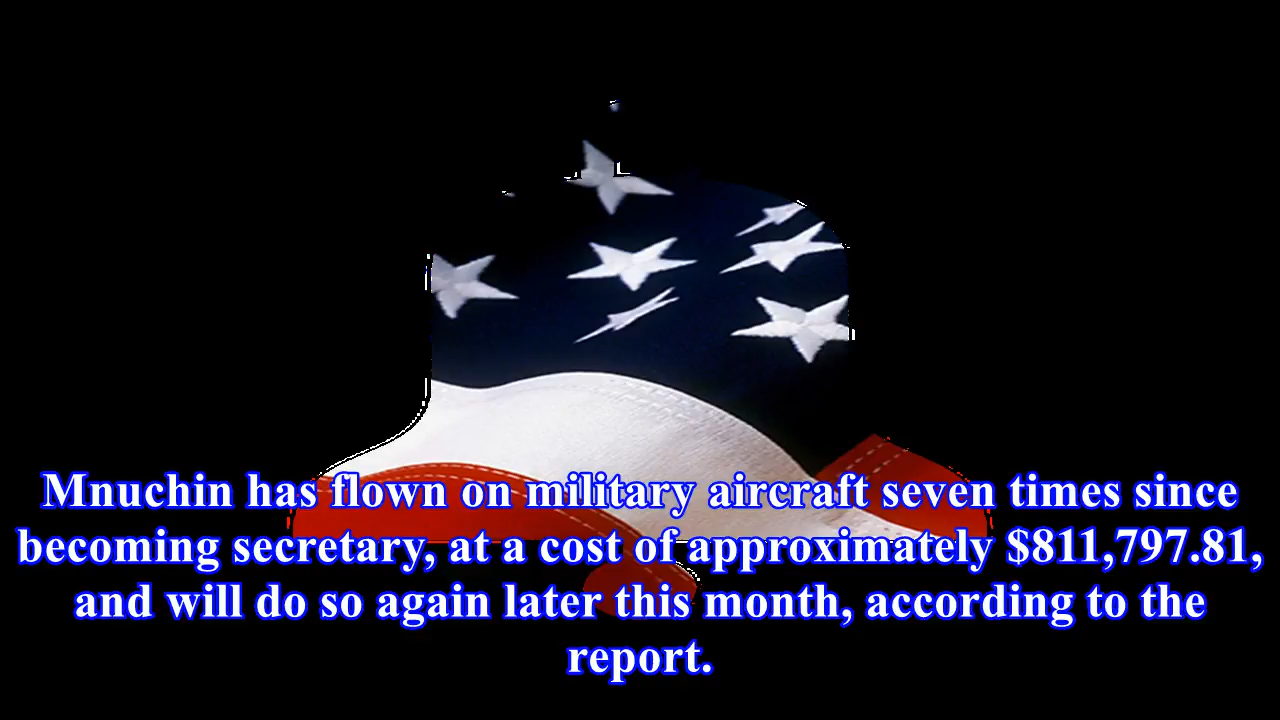 Mnuchin has flown on military aircraft seven times since
becoming secretary, at a cost of approximately $811,797.81,
and will do so again later this month, according to the
report.